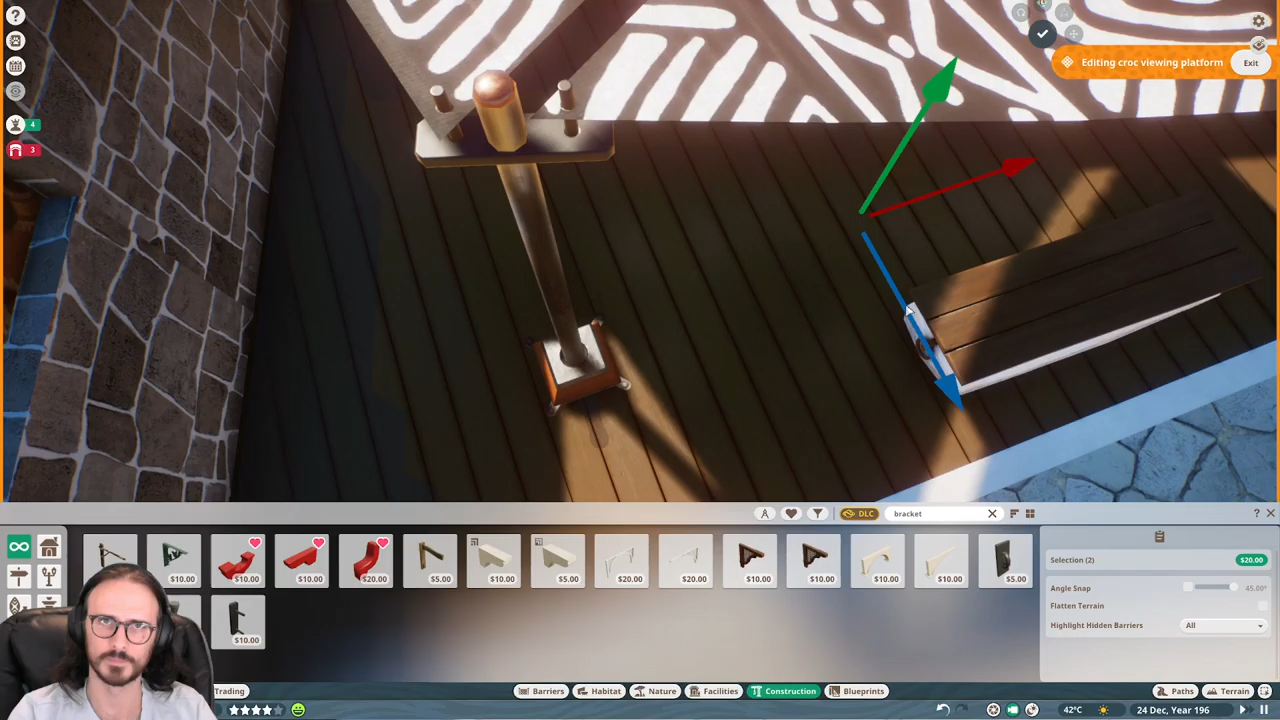 ?
4
3
Editing croc viewing platform
Exit
DLC
bracket
?
$10.00
$10.00
$10.00
$20.00
$5.00
$10.00
$5.00
$20.00
$20.00
$10.00
$10.00
$10.00
$10.00
$5.00
$10.00
Selection (2)
$20.00
Angle Snap
45.00°
Flatten Terrain
Highlight Hidden Barriers
All
Trading
Barriers
Habitat
Nature
Facilities
Construction
Blueprints
Paths
Terrain
42°C
24 Dec, Year 196